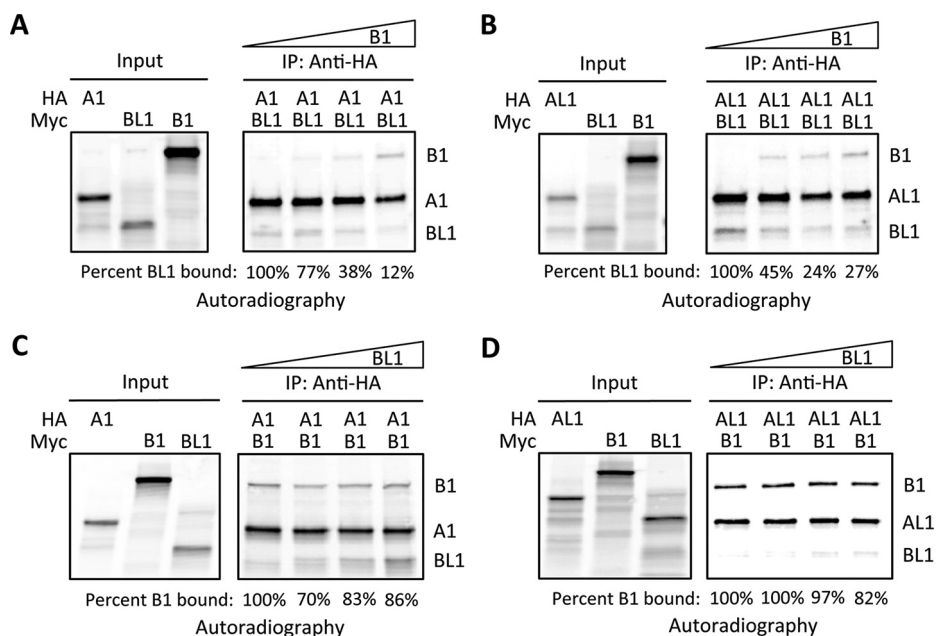 A
B1
Input
IP: Anti-HA
HA A1 A1 A1 A1 A1
Myc BL1 B1 BL1 BL1 BL1 BL1
B1
A1
BL1
Percent BL1 bound: 100% 77% 38% 12%
Autoradiography
B
B1
Input
IP: Anti-HA
HA AL1 AL1 AL1 AL1 AL1
Myc BL1 B1 BL1 BL1 BL1 BL1
B1
AL1
BL1
Percent BL1 bound: 100% 45% 24% 27%
Autoradiography
C
BL1
Input
IP: Anti-HA
HA A1 A1 A1 A1 A1
Myc B1 BL1 B1 B1 B1 B1
B1
A1
BL1
Percent B1 bound: 100% 70% 83% 86%
Autoradiography
D
BL1
Input
IP: Anti-HA
HA AL1 AL1 AL1 AL1 AL1
Myc B1 BL1 B1 B1 B1 B1
B1
AL1
BL1
Percent B1 bound: 100% 100% 97% 82%
Autoradiography